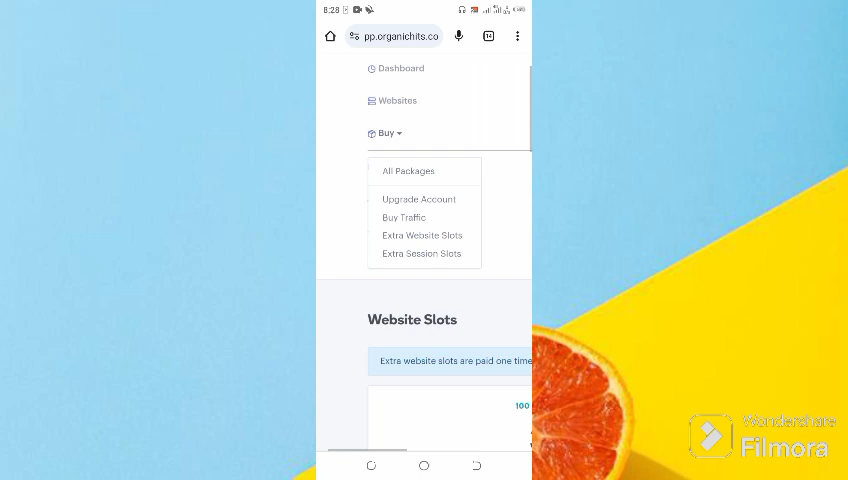 8:28
pp.organichits.co
14
Dashboard
Websites
Buy
All Packages
Upgrade Account
Buy Traffic
Extra Website Slots
Extra Session Slots
Website Slots
Extra website slots are paid one time
100
Wondershare
Filmora